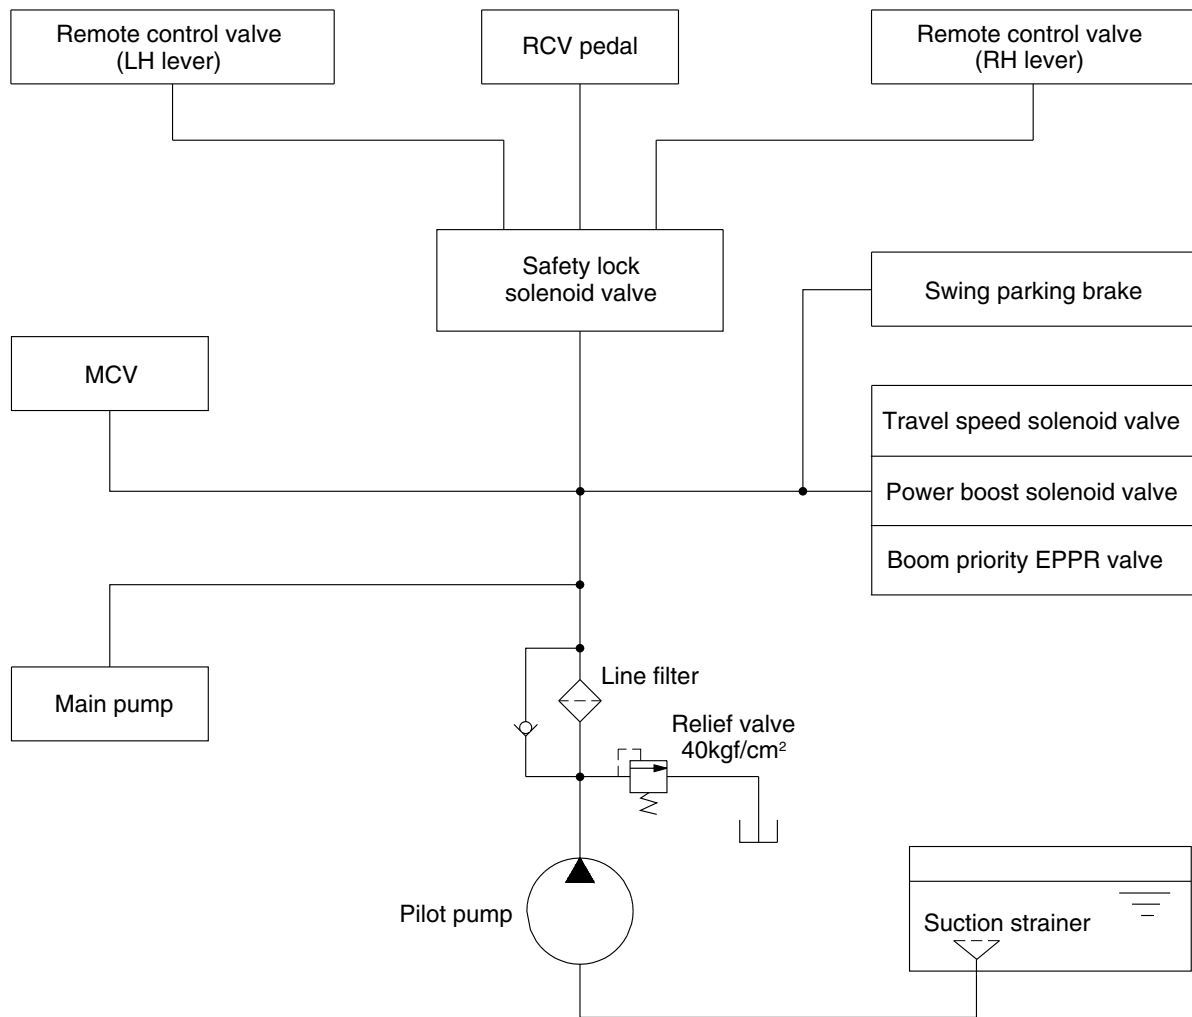 Remote control valve
(LH lever)
RCV pedal
Remote control valve
(RH lever)
Safety lock
solenoid valve
Swing parking brake
MCV
Travel speed solenoid valve
Power boost solenoid valve
Boom priority EPPR valve
Line filter
Main pump
Relief valve
40kgf/cm²
Pilot pump
Suction strainer